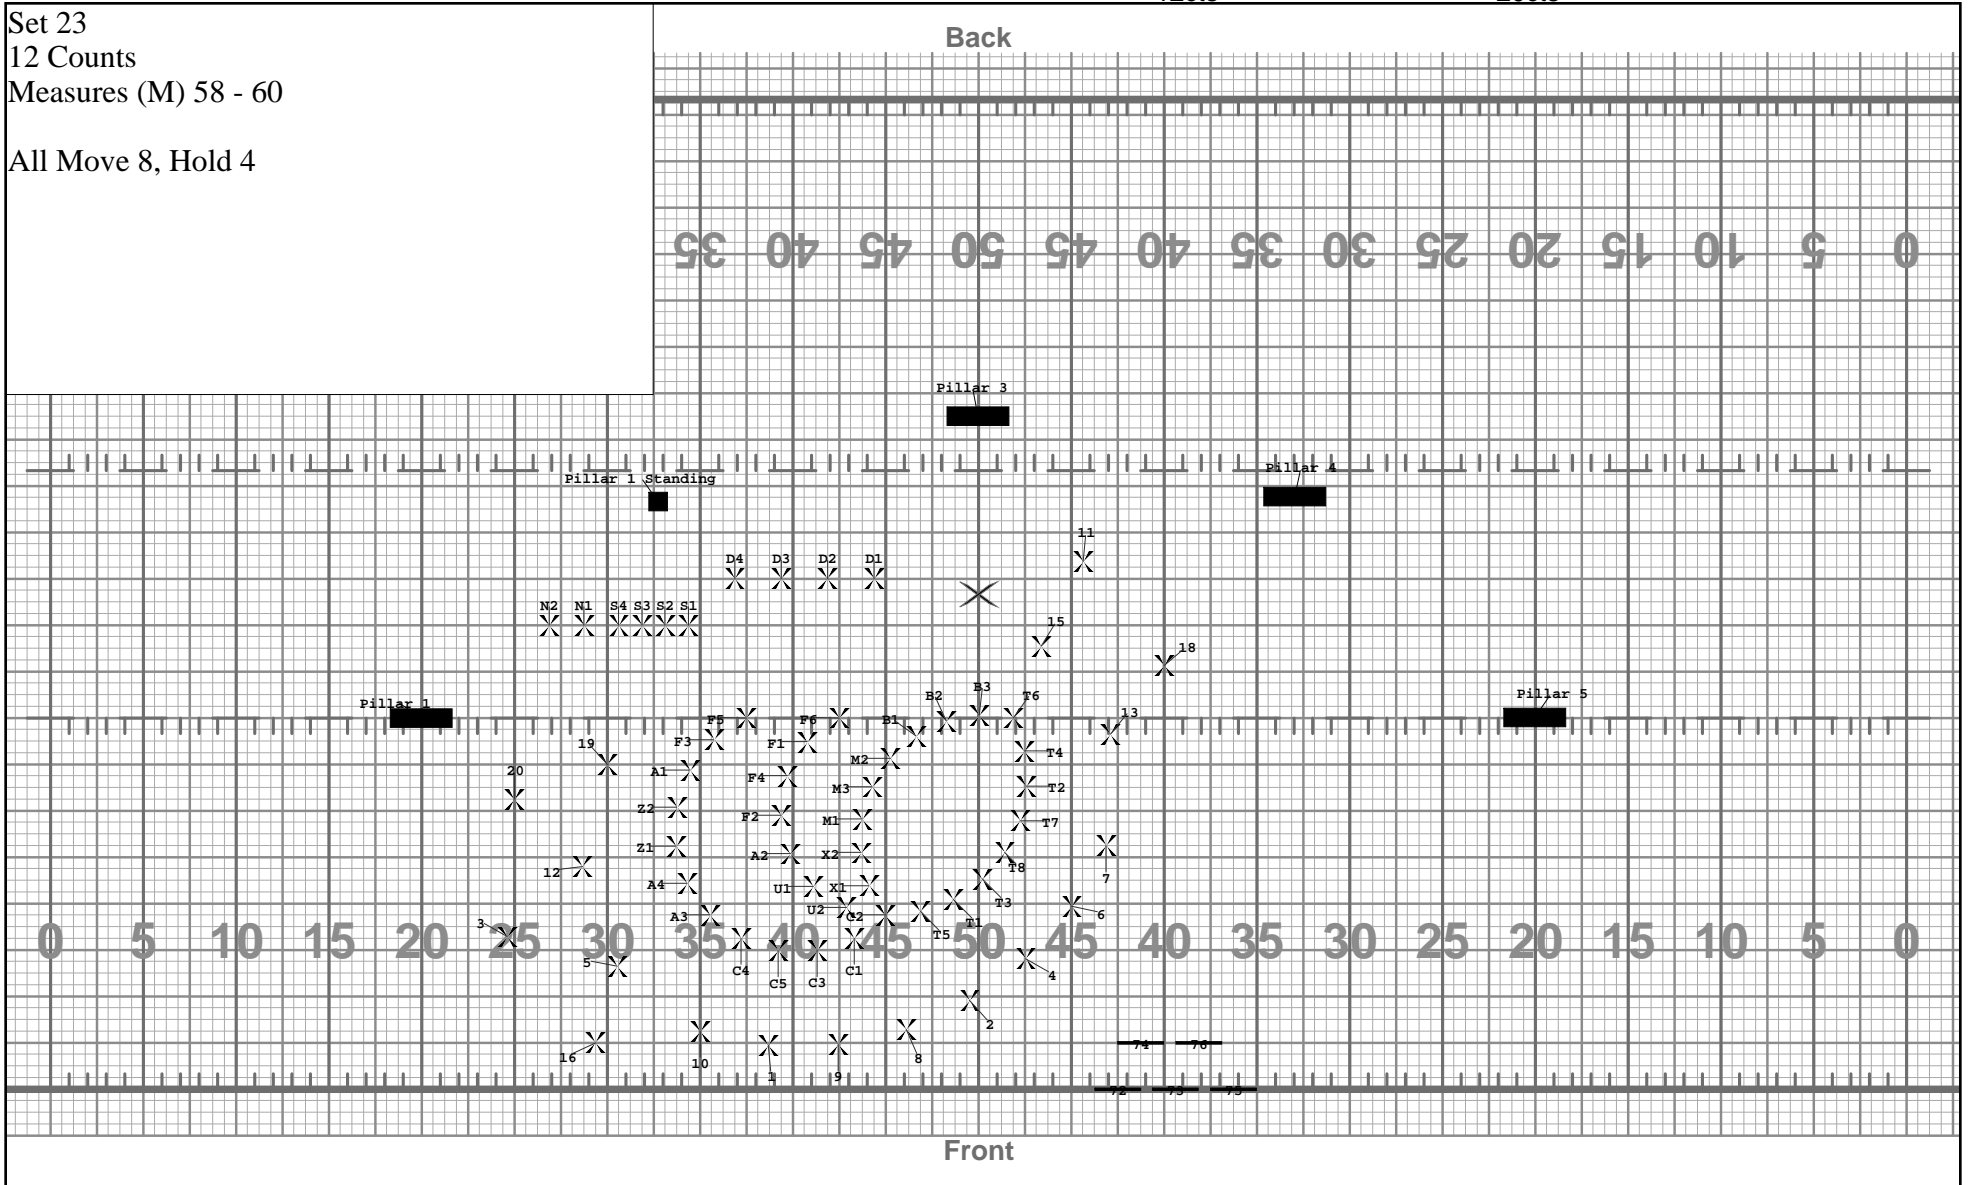 Set 23
12 Counts
Measures (M) 58 - 60
All Move 8, Hold 4
Back
35 40 45 50 45 40 35 30 25 20 15 10 5 0
Pillar 3
Pillar 4
Pillar 1 Standing
11
D4 D3 D2 D1
N2 N1 S4 S3 S2 S1
15
18
B3
Pillar 5
B2 T6
Pillar 1
13
F5 F6 B1
19 F3 F1
T4
M2
20 A1 F4
M3 T2
Z2
F2 M1 T7
Z1
A2 X2
12 T8
7
A4 U1 X1
T3
U2
A3 C2 6
3 T1
T5
0 5 10 15 20 25 30 35 40 45 50 45 40 35 30 25 20 15 10 5 0
5
C4 C1
4
C5 C3
2
74 76
16 8
10
1 9
72 73 75
Front